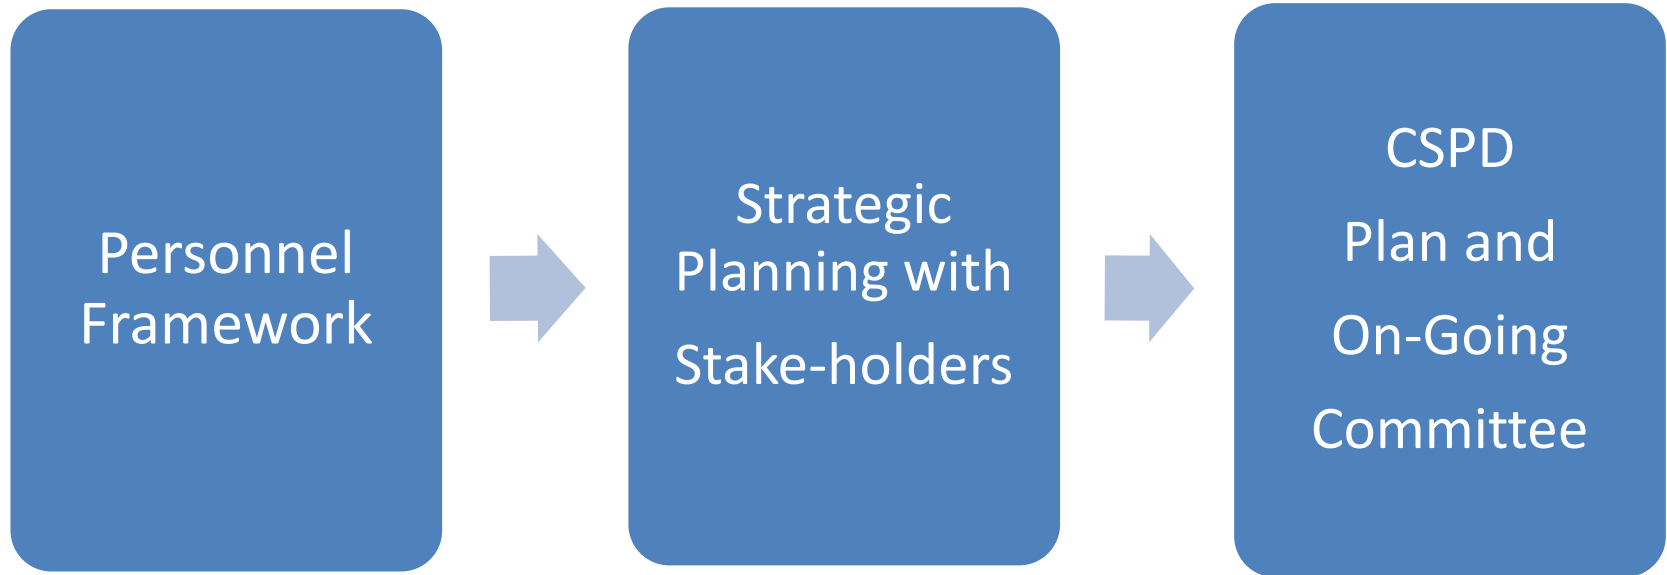 Personnel
Framework
Strategic
Planning with
Stake-holders
CSPD
Plan and
On-Going
Committee